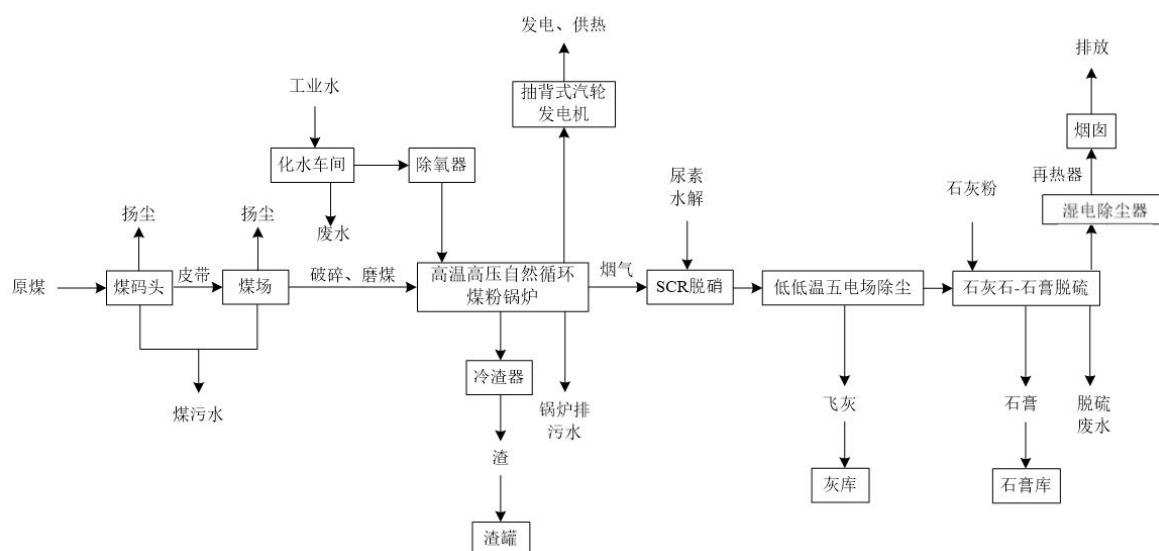 发电、供热
排放
工业水
抽背式汽轮
发电机
烟囱
化水车间
除氧器
尿素
水解
石灰粉
再热器
湿电除尘器
扬尘
扬尘
废水
原煤
煤码头
皮带
煤场
破碎、磨煤
高温高压自然循环
煤粉锅炉
烟气
SCR脱硝
低低温五电场除尘
石灰石-石膏脱硫
冷渣器
煤污水
锅炉排
污水
飞灰
石膏
脱硫
废水
渣
灰库
石膏库
渣罐